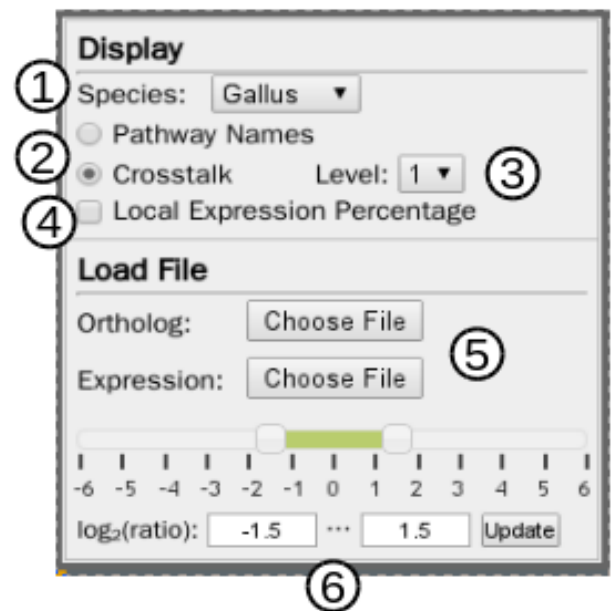 Display
1 Species: Gallus ▼
Pathway Names
2
Crosstalk Level: 1 ▼ 3
4 Local Expression Percentage
Load File
Ortholog: Choose File
5
Expression: Choose File
-6 -5 -4 -3 -2 -1 0 1 2 3 4 5 6
log₂(ratio): -1.5 ... 1.5 Update
6